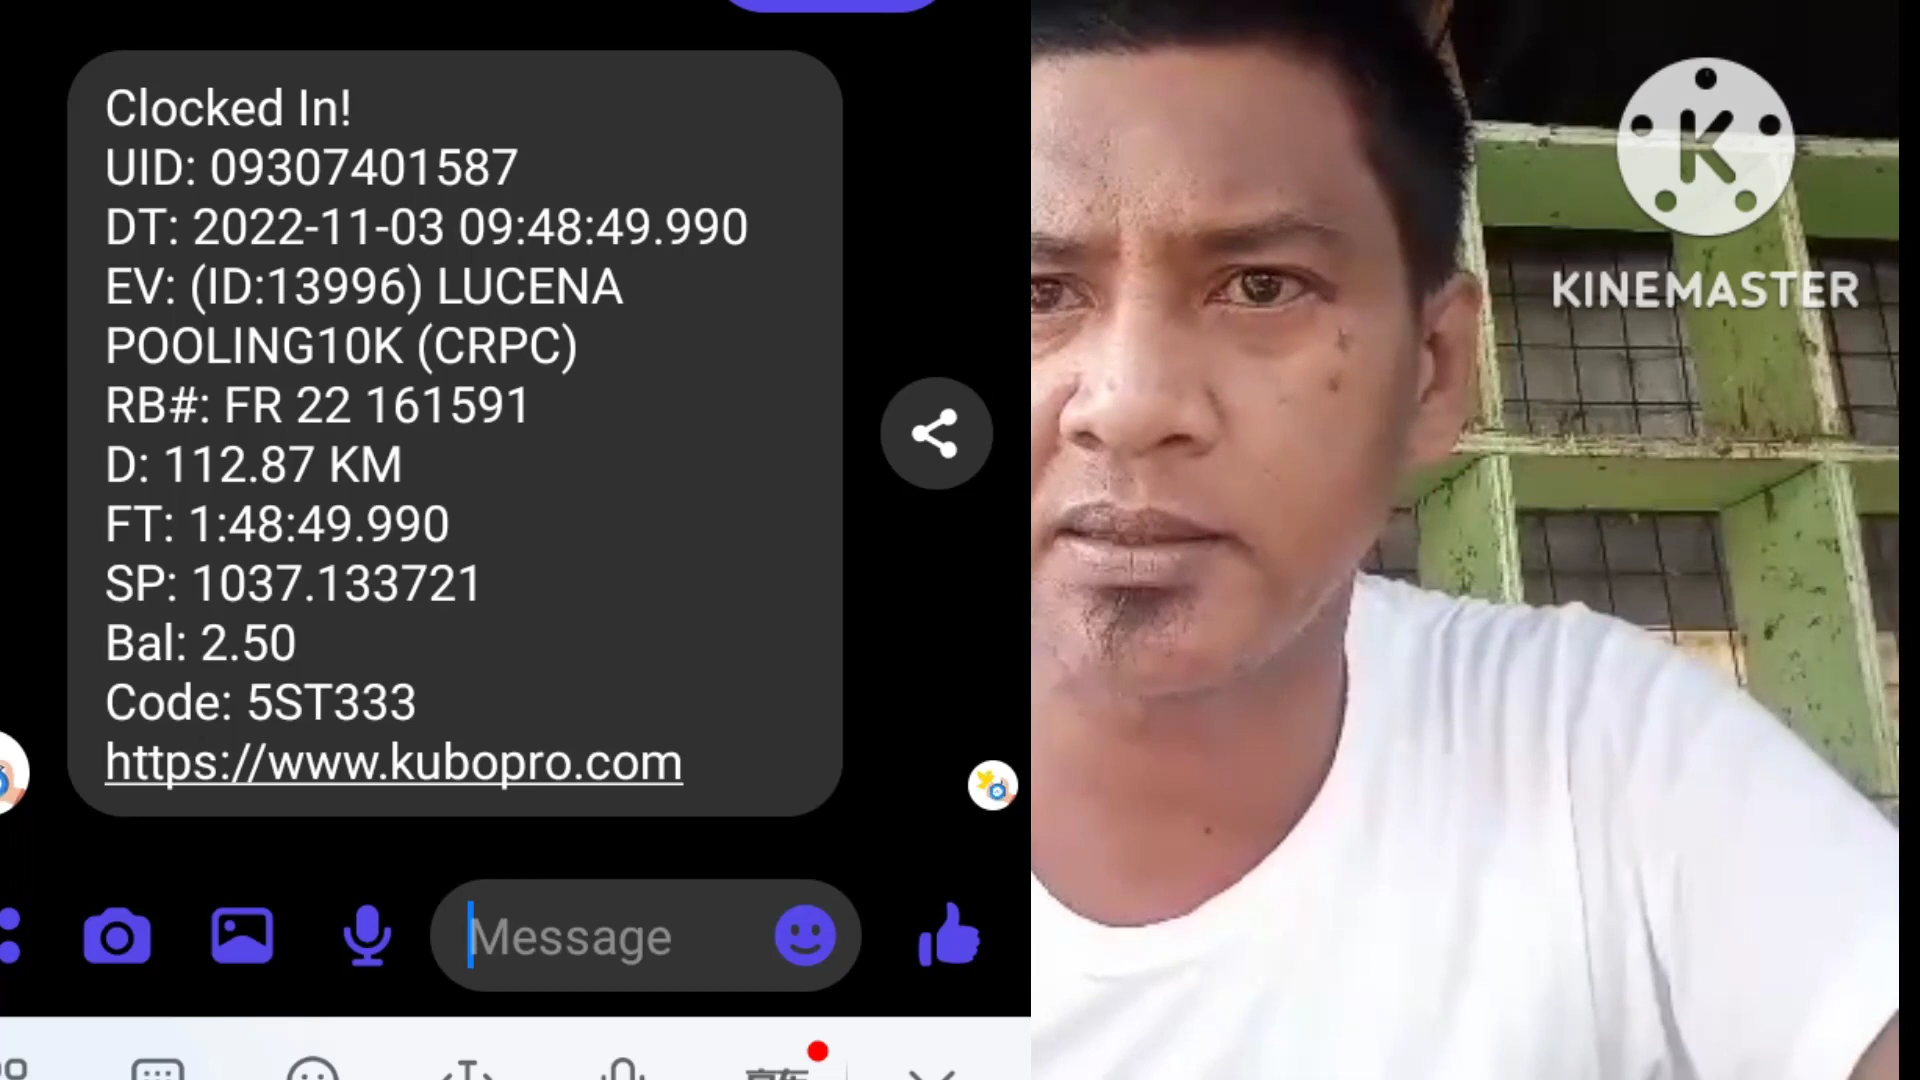 Clocked In!
UID: 09307401587
DT: 2022-11-03 09:48:49.990
EV: (ID:13996) LUCENA
POOLING10K (CRPC)
RB#: FR 22 161591
D: 112.87 KM
FT: 1:48:49.990
SP: 1037.133721
Bal: 2.50
Code: 5ST333
https://www.kubopro.com
Message
K
KINEMASTER